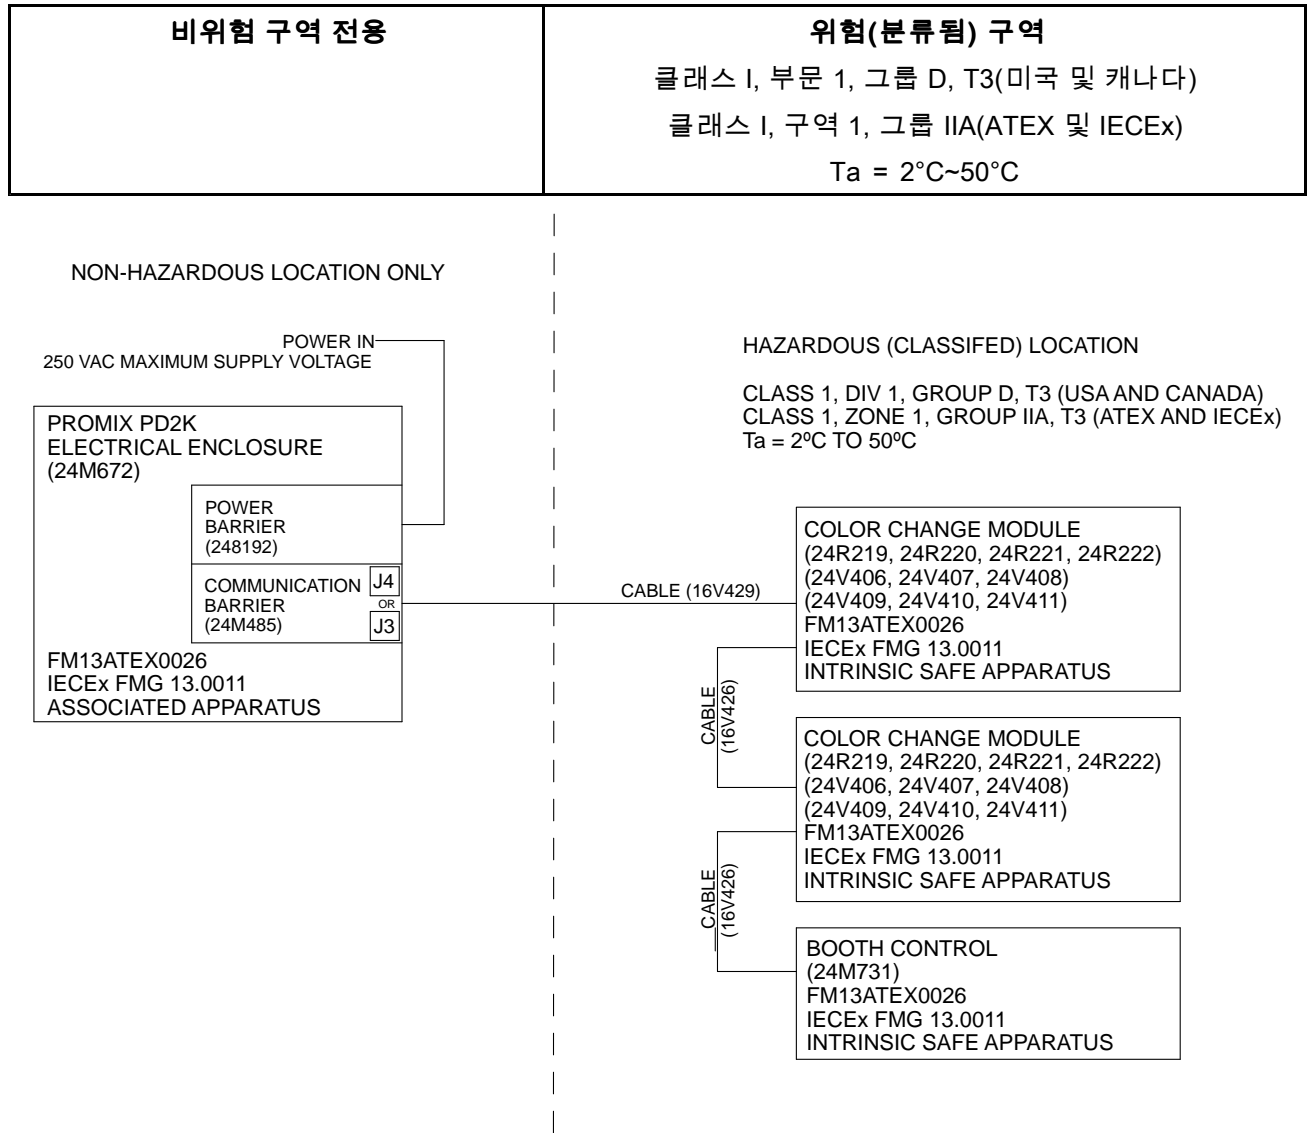 비위험 구역 전용
위험(분류됨) 구역
클래스 I, 부문 1, 그룹 D, T3(미국 및 캐나다)
클래스 I, 구역 1, 그룹 IIA(ATEX 및 IECEx)
Ta = 2°C~50°C
NON-HAZARDOUS LOCATION ONLY
POWER IN
250 VAC MAXIMUM SUPPLY VOLTAGE
PROMIX PD2K
ELECTRICAL ENCLOSURE
(24M672)
POWER
BARRIER
(248192)
COMMUNICATION
BARRIER
(24M485)
J4
OR
J3
FM13ATEX0026
IECEx FMG 13.0011
ASSOCIATED APPARATUS
HAZARDOUS (CLASSIFED) LOCATION
CLASS 1, DIV 1, GROUP D, T3 (USA AND CANADA)
CLASS 1, ZONE 1, GROUP IIA, T3 (ATEX AND IECEx)
Ta = 2ºC TO 50ºC
CABLE (16V429)
COLOR CHANGE MODULE
(24R219, 24R220, 24R221, 24R222)
(24V406, 24V407, 24V408)
(24V409, 24V410, 24V411)
FM13ATEX0026
IECEx FMG 13.0011
INTRINSIC SAFE APPARATUS
CABLE
(16V426)
COLOR CHANGE MODULE
(24R219, 24R220, 24R221, 24R222)
(24V406, 24V407, 24V408)
(24V409, 24V410, 24V411)
FM13ATEX0026
IECEx FMG 13.0011
INTRINSIC SAFE APPARATUS
CABLE
(16V426)
BOOTH CONTROL
(24M731)
FM13ATEX0026
IECEx FMG 13.0011
INTRINSIC SAFE APPARATUS